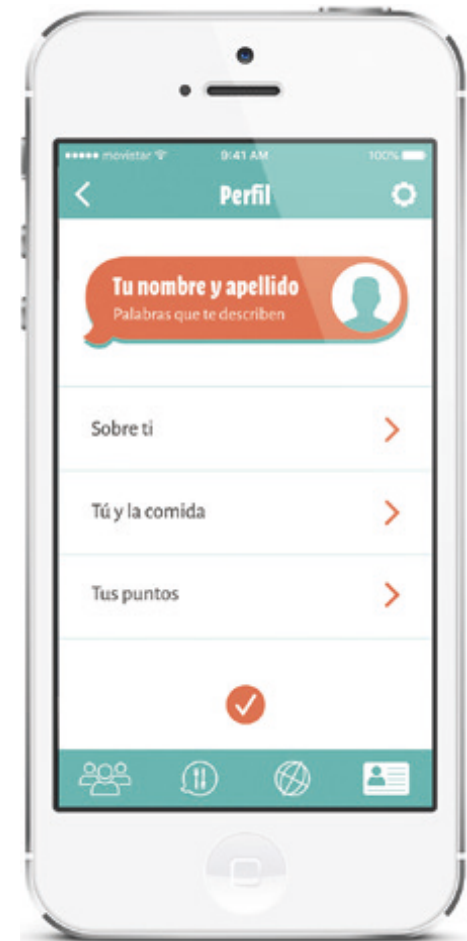 movistar 9:41 AM 100%
Perfil
Tu nombre y apellido
Palabras que te describen
Sobre ti
Tú y la comida
Tus puntos